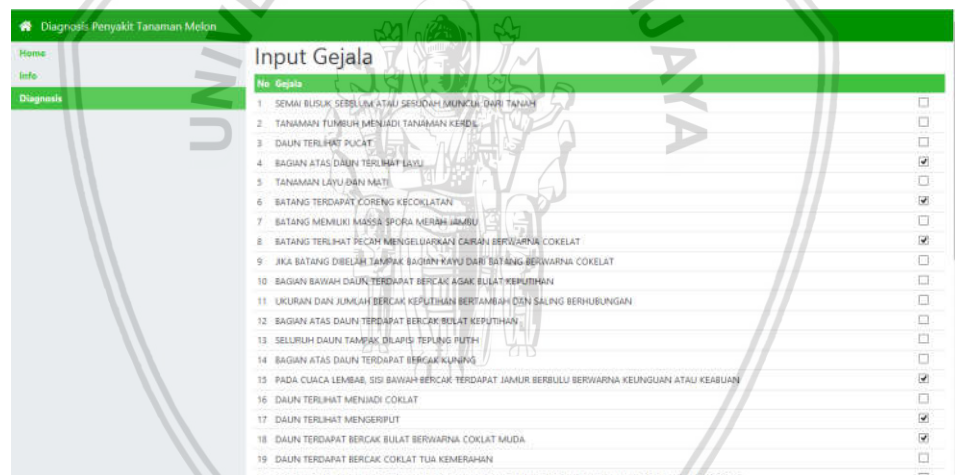 Diagnosis Penyakit Tanaman Melon
Home
Info
Diagnosis
Input Gejala
No Gejala
1 SEMAI BUSUK SEBELUM ATAU SESUDAH MUNCUL DARI TANAH
2 TANAMAN TUMBUH MENJADI TANAMAN KERDIL
3 DAUN TERLIHAT PUCAT
4 BAGIAN ATAS DAUN TERLIHAT LAYU
5 TANAMAN LAYU DAN MATI
6 BATANG TERDAPAT CORENG KECOKLATAN
7 BATANG MEMILIKI MASSA SPORA MERAH JAMBU
8 BATANG TERLIHAT PECAH MENGELUARKAN CAIRAN BERWARNA COKELAT
9 JIKA BATANG DIBELAH TAMPAK BAGIAN KAYU DARI BATANG BERWARNA COKELAT
10 BAGIAN BAWAH DAUN TERDAPAT BERCAK AGAK BULAT KEPUTIHAN
11 UKURAN DAN JUMLAH BERCAK KEPUTIHAN BERTAMBAH DAN SALING BERHUBUNGAN
12 BAGIAN ATAS DAUN TERDAPAT BERCAK BULAT KEPUTIHAN
13 SELURUH DAUN TAMPAK DILAPISI TEPUNG PUTIH
14 BAGIAN ATAS DAUN TERDAPAT BERCAK KUNING
15 PADA CUACA LEMBAB, SISI BAWAH BERCAK TERDAPAT JAMUR BERBULU BERWARNA KEUNGUAN ATAU KEABUAN
16 DAUN TERLIHAT MENJADI COKLAT
17 DAUN TERLIHAT MENGERIPUT
18 DAUN TERDAPAT BERCAK BULAT BERWARNA COKLAT MUDA
19 DAUN TERDAPAT BERCAK COKLAT TUA KEMERAHAN
UNI
JAYA